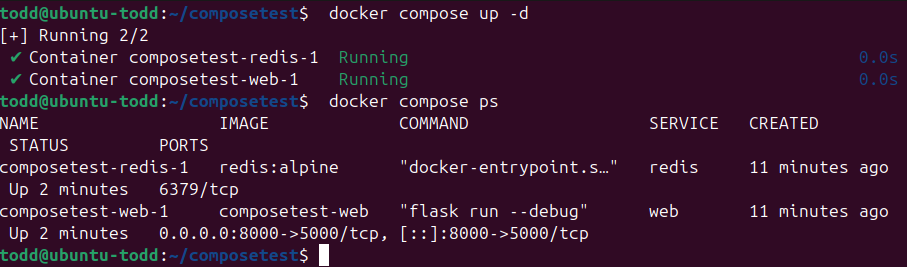 todd@ubuntu-todd:~/composetest$  docker compose up -d
[+] Running 2/2
 ✔ Container composetest-redis-1  Running                                                   0.0s
 ✔ Container composetest-web-1    Running                                                   0.0s
todd@ubuntu-todd:~/composetest$  docker compose ps
NAME                  IMAGE             COMMAND                  SERVICE   CREATED
 STATUS         PORTS
composetest-redis-1   redis:alpine      "docker-entrypoint.s…"   redis     11 minutes ago
 Up 2 minutes   6379/tcp
composetest-web-1     composetest-web   "flask run --debug"      web       11 minutes ago
 Up 2 minutes   0.0.0.0:8000->5000/tcp, [::]:8000->5000/tcp
todd@ubuntu-todd:~/composetest$